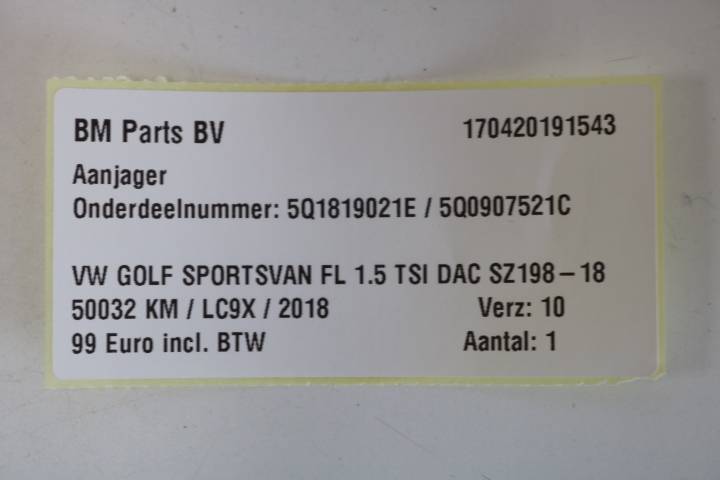 BM Parts BV 170420191543
Aanjager
Onderdeelnummer: 5Q1819021E / 5Q0907521C
VW GOLF SPORTSVAN FL 1.5 TSI DAC SZ198-18
50032 KM / LC9X / 2018 Verz: 10
99 Euro incl. BTW Aantal: 1